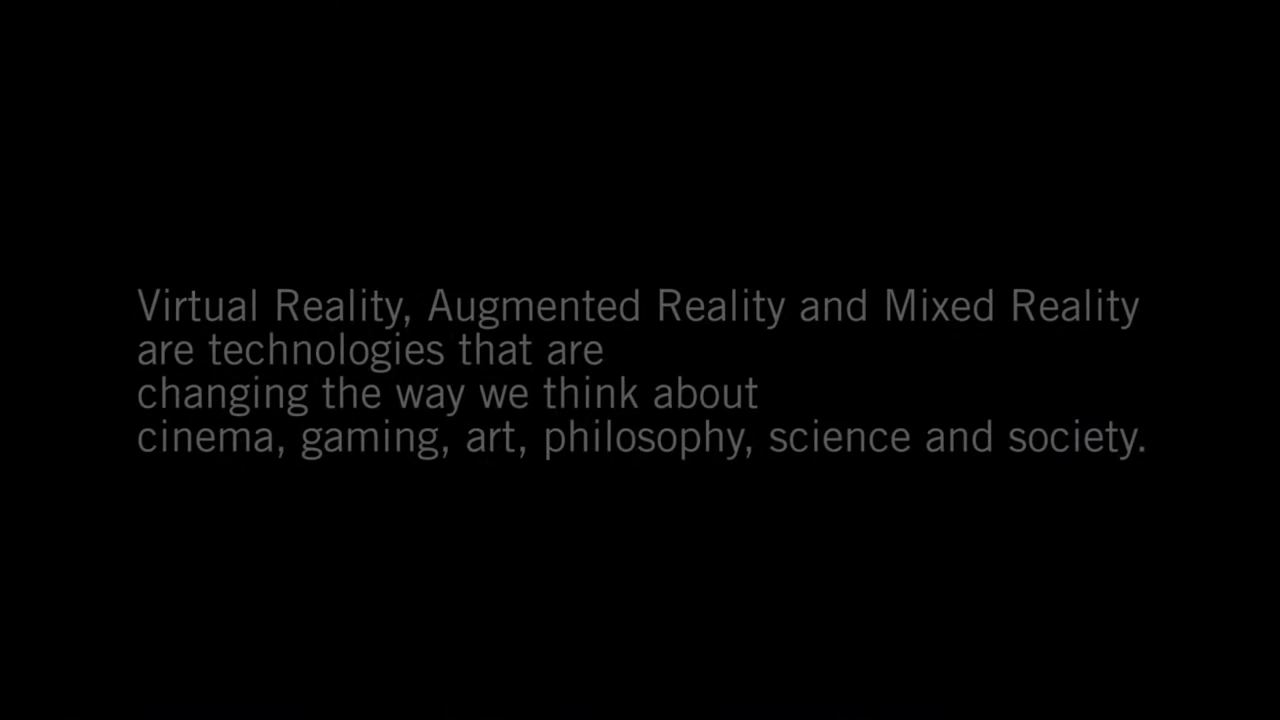 Virtual Reality, Augmented Reality and Mixed Reality
are technologies that are
changing the way we think about
cinema, gaming, art, philosophy, science and society.